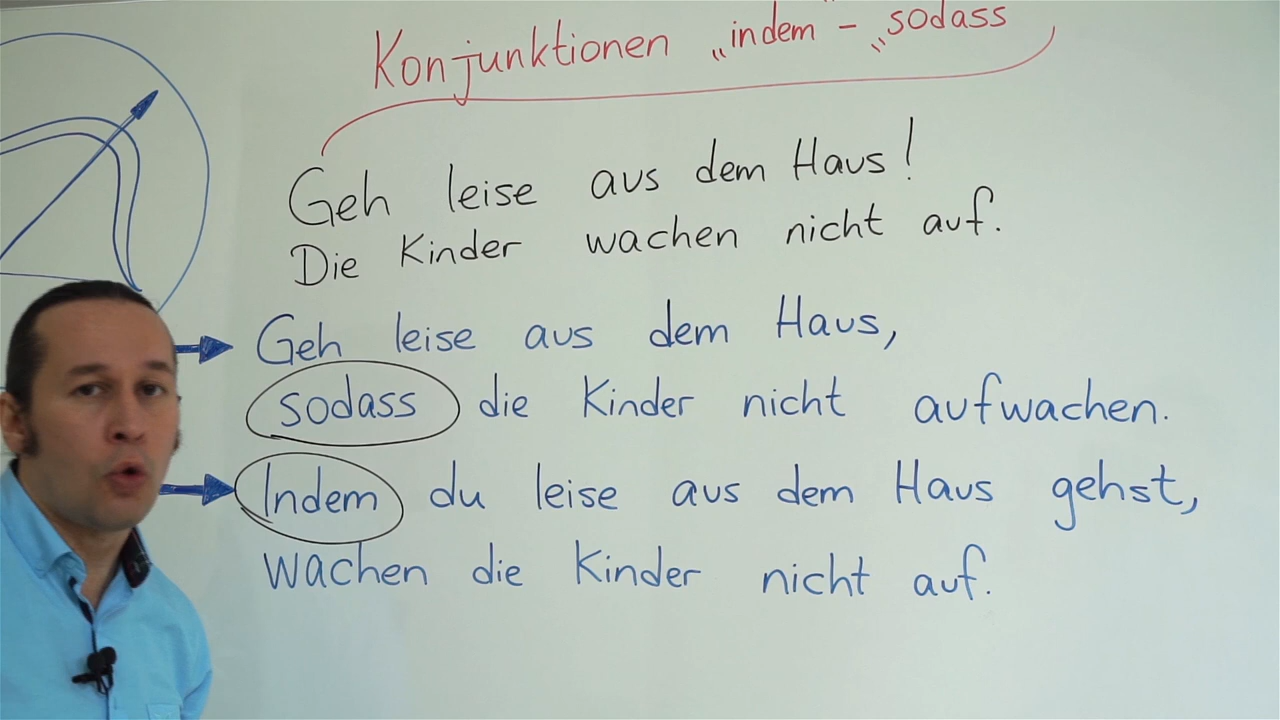 Konjunktionen „indem" - „sodass
Geh leise aus dem Haus!
Die Kinder wachen nicht auf.
Geh leise aus dem Haus,
sodass die Kinder nicht aufwachen.
Indem du leise aus dem Haus gehst,
wachen die Kinder nicht auf.